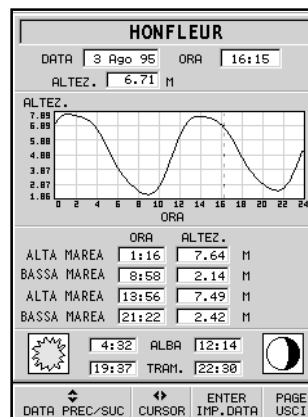 HONFLEUR
DATA 3 Ago 95 ORA 16:15
ALTEZ. 6.71 M
ALTEZ.
7.89
6.89
5.88
4.88
3.87
2.87
1.86
0 2 4 6 8 10 12 14 16 18 20 22 24
ORA
ORA ALTEZ.
ALTA MAREA 1:16 7.64 M
BASSA MAREA 8:58 2.14 M
ALTA MAREA 13:56 7.49 M
BASSA MAREA 21:22 2.42 M
4:32 ALBA 12:14
19:37 TRAM. 22:30
DATA PREC/SUC CURSOR ENTER IMP.DATA PAGE USCI